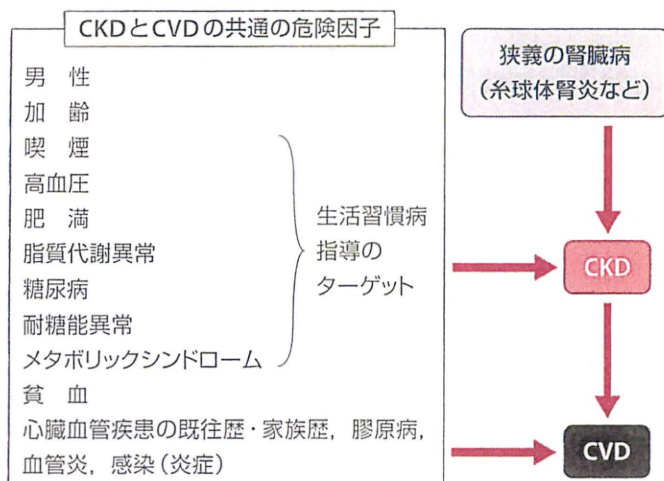 CKDとCVDの共通の危険因子
男 性
加 齢
喫 煙
高血圧
肥 満
脂質代謝異常
糖尿病
耐糖能異常
メタボリックシンドローム
貧 血
心臓血管疾患の既往歴・家族歴，膠原病，
血管炎，感染（炎症）
生活習慣病
指導の
ターゲット
狭義の腎臓病
（糸球体腎炎など）
CKD
CVD